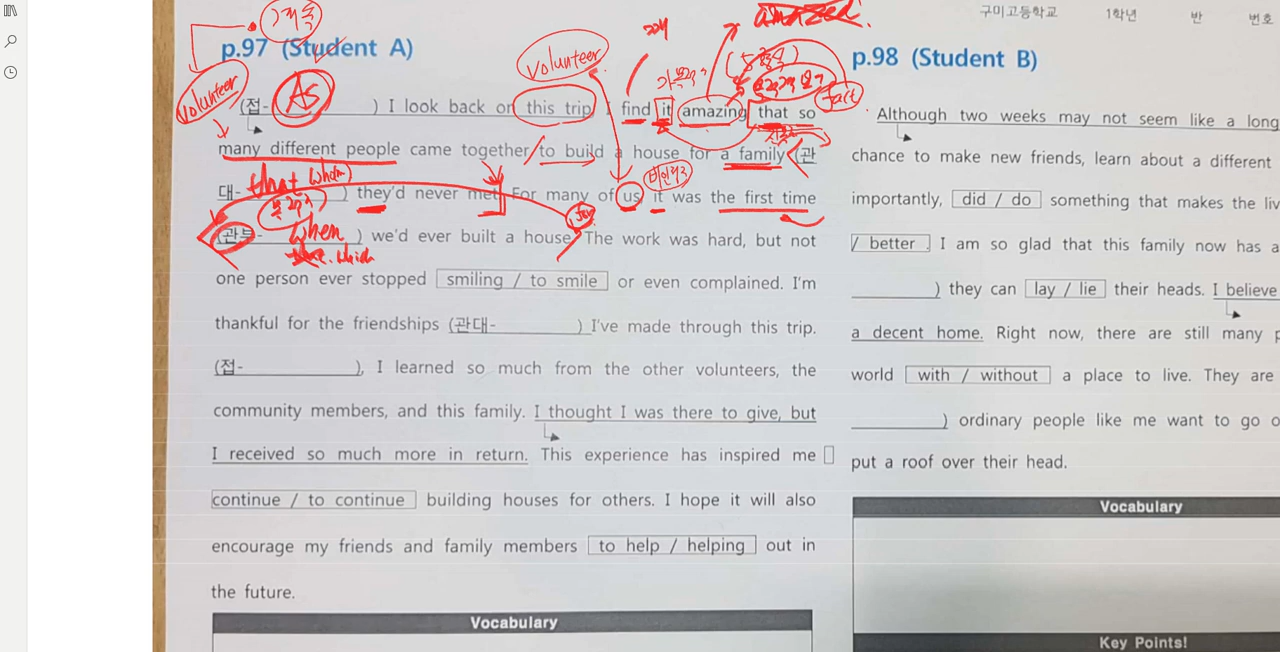 구미고등학교 1학년 반 번호
amazed
p.97 (Student A)
volunteer
volunteer
(접- As ) I look back on this trip, I find it amazing that so
fact
many different people came together to build a house for a family (관
대- that whom ) they'd never met. For many of us it was the first time
비인칭주어
(관부- when ) we'd ever built a house. The work was hard, but not
which
one person ever stopped smiling / to smile or even complained. I'm
thankful for the friendships (관대- ) I've made through this trip.
(접- ), I learned so much from the other volunteers, the
community members, and this family. I thought I was there to give, but
I received so much more in return. This experience has inspired me
continue / to continue building houses for others. I hope it will also
encourage my friends and family members to help / helping out in
the future.
Vocabulary
p.98 (Student B)
Although two weeks may not seem like a long
chance to make new friends, learn about a different
importantly, did / do something that makes the liv
/ better . I am so glad that this family now has a
) they can lay / lie their heads. I believe
a decent home. Right now, there are still many p
world with / without a place to live. They are
) ordinary people like me want to go o
put a roof over their head.
Vocabulary
Key Points!